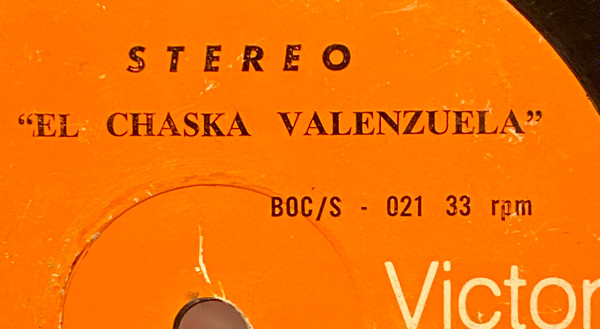 STEREO
“EL CHASKA VALENZUELA”
BOC/S - 021 33 rpm
Victor